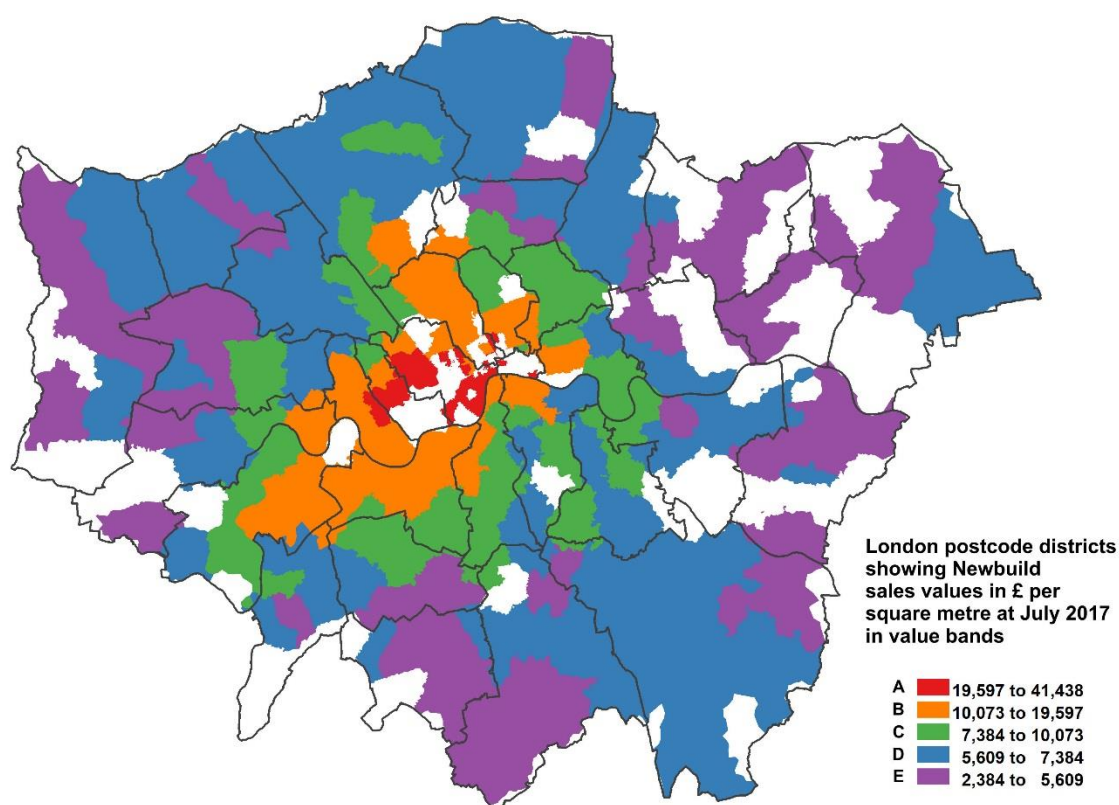 London postcode districts
showing Newbuild
sales values in £ per
square metre at July 2017
in value bands
A 19,597 to 41,438
B 10,073 to 19,597
C 7,384 to 10,073
D 5,609 to 7,384
E 2,384 to 5,609